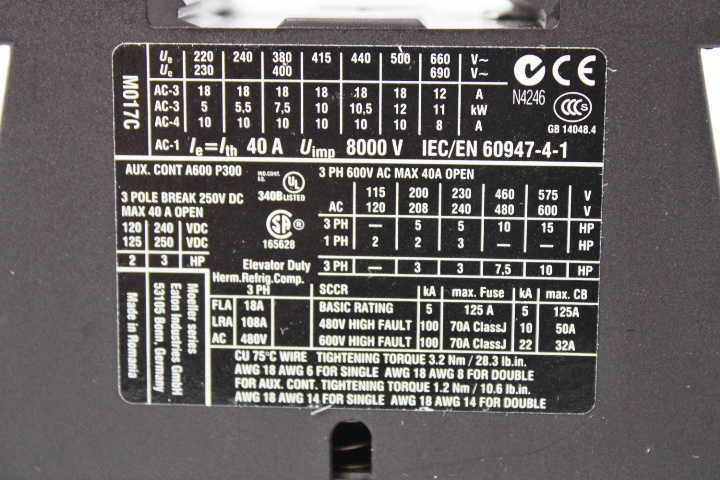 M017C
Ue 220 240 380 415 440 500 660 V~
Ue 230 400 690 V~
AC-3 18 18 18 18 18 18 12 A
AC-3 5 5,5 7,5 10 10,5 12 11 kW
AC-4 10 10 10 10 10 10 8 A
AC-1 Ie=Ith 40 A Uimp 8000 V IEC/EN 60947-4-1
N4246
CCC S
GB 14048.4
AUX. CONT A600 P300
IND.CONT. EQ.
UL
340B LISTED
3 POLE BREAK 250V DC
MAX 40 A OPEN
120 240 VDC
125 250 VDC
2 3 HP
SA ®
165628
3 PH 600V AC MAX 40A OPEN
115 200 230 460 575 V
AC 120 208 240 480 600 V
3 PH — 5 5 10 15 HP
1 PH 2 2 3 — — HP
Elevator Duty
3 PH — 3 3 7,5 10 HP
Herm.Refrig.Comp.
3 PH
FLA 18A
LRA 108A
AC 480V
SCCR kA max. Fuse kA max. CB
BASIC RATING 5 125 A 5 125A
480V HIGH FAULT 100 70A ClassJ 10 50A
600V HIGH FAULT 100 70A ClassJ 22 32A
Moeller series
Eaton Industries GmbH
53105 Bonn, Germany
Made in Romania
CU 75°C WIRE TIGHTENING TORQUE 3.2 Nm / 28.3 lb.in.
AWG 18 AWG 6 FOR SINGLE AWG 18 AWG 8 FOR DOUBLE
FOR AUX. CONT. TIGHTENING TORQUE 1.2 Nm / 10.6 lb.in.
AWG 18 AWG 14 FOR SINGLE AWG 18 AWG 14 FOR DOUBLE